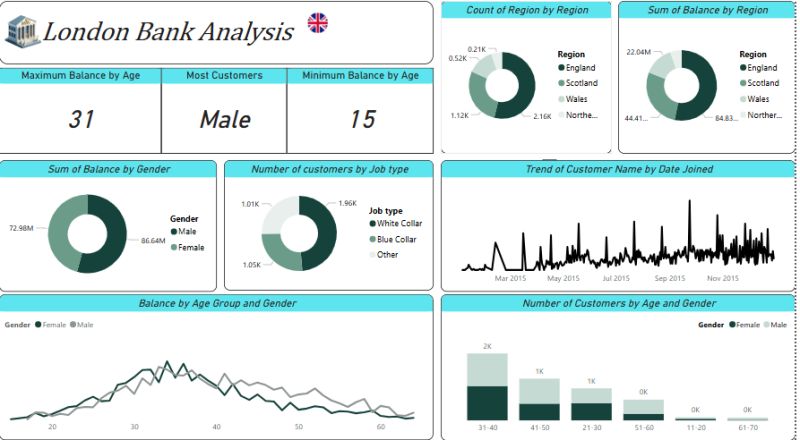 London Bank Analysis
Maximum Balance by Age
31
Most Customers
Male
Minimum Balance by Age
15
Count of Region by Region
0.21K
0.52K
1.12K
2.16K
Region
England
Scotland
Wales
Northe...
Sum of Balance by Region
22.04M
44.41...
84.83...
Region
England
Scotland
Wales
Northe...
Sum of Balance by Gender
72.98M
86.64M
Gender
Male
Female
Number of customers by Job type
1.01K
1.96K
1.05K
Job type
White Collar
Blue Collar
Other
Trend of Customer Name by Date Joined
Mar 2015 May 2015 Jul 2015 Sep 2015 Nov 2015
Balance by Age Group and Gender
Gender Female Male
20 30 40 50 60
Number of Customers by Age and Gender
Gender Female Male
2K
1K
1K
0K
0K
0K
31-40 41-50 21-30 51-60 11-20 61-70